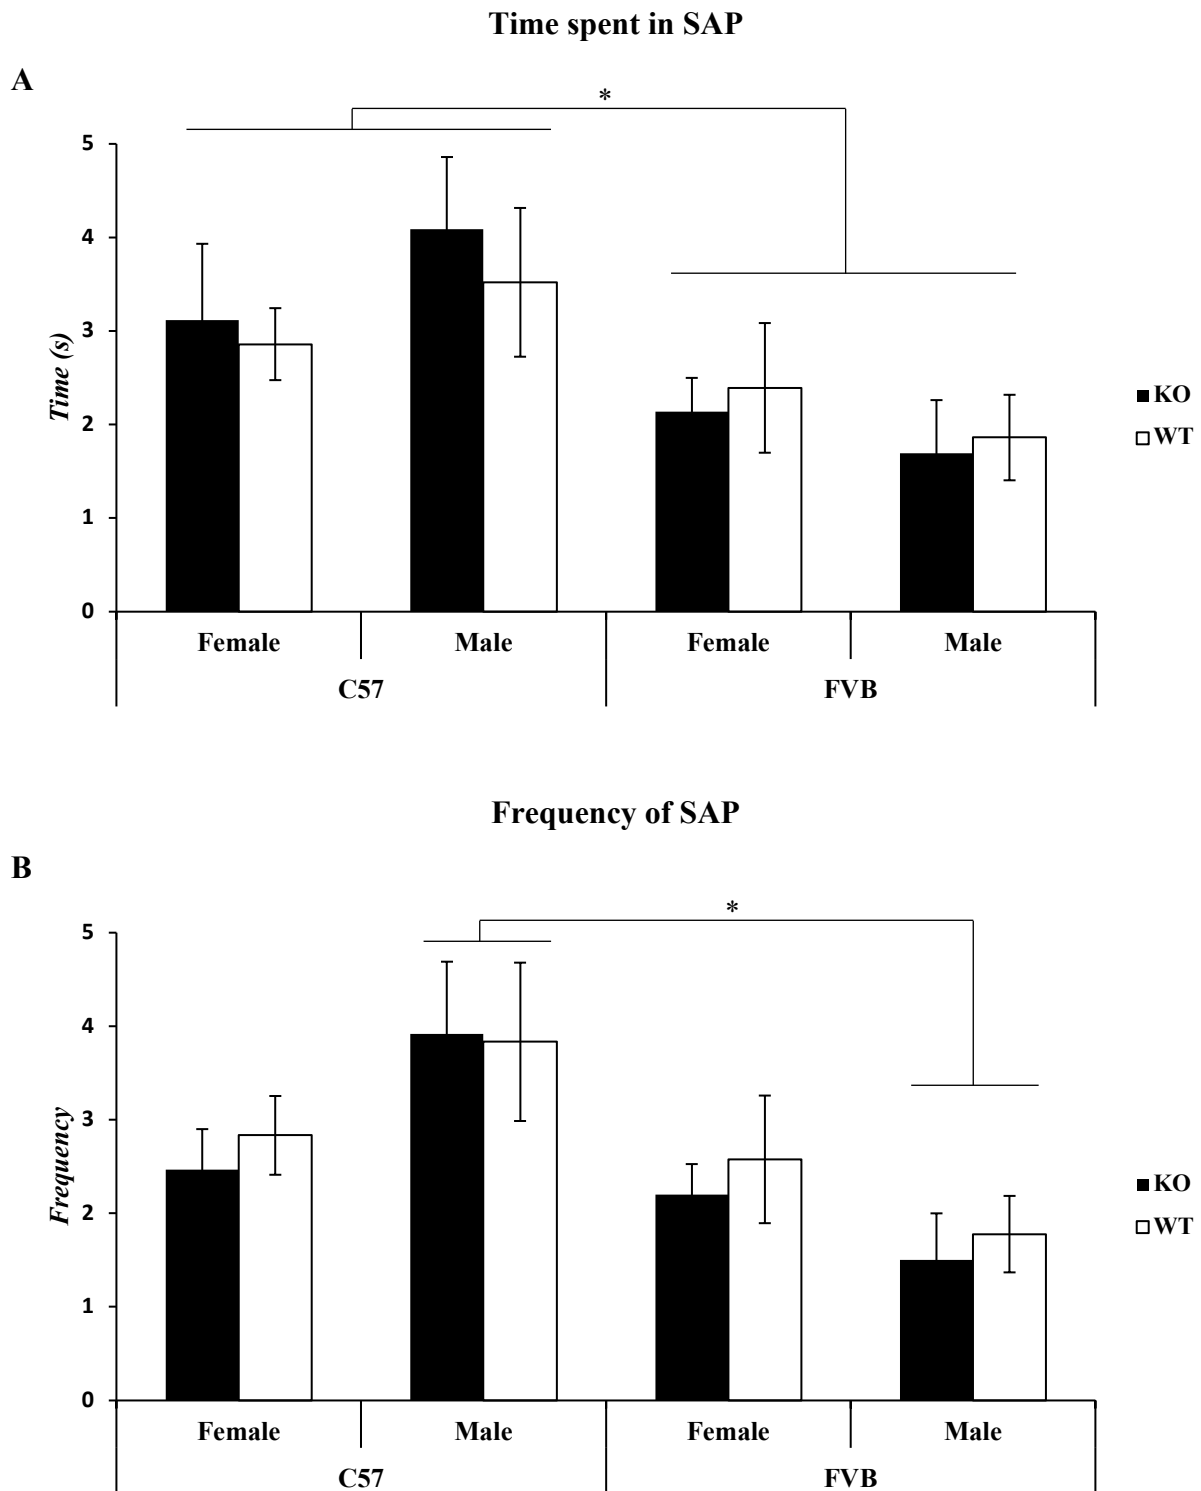 Time spent in SAP
A
*
5
4
3
2
1
0
Time (s)
KO
WT
Female Male Female Male
C57 FVB
Frequency of SAP
B
*
5
4
3
2
1
0
Frequency
KO
WT
Female Male Female Male
C57 FVB